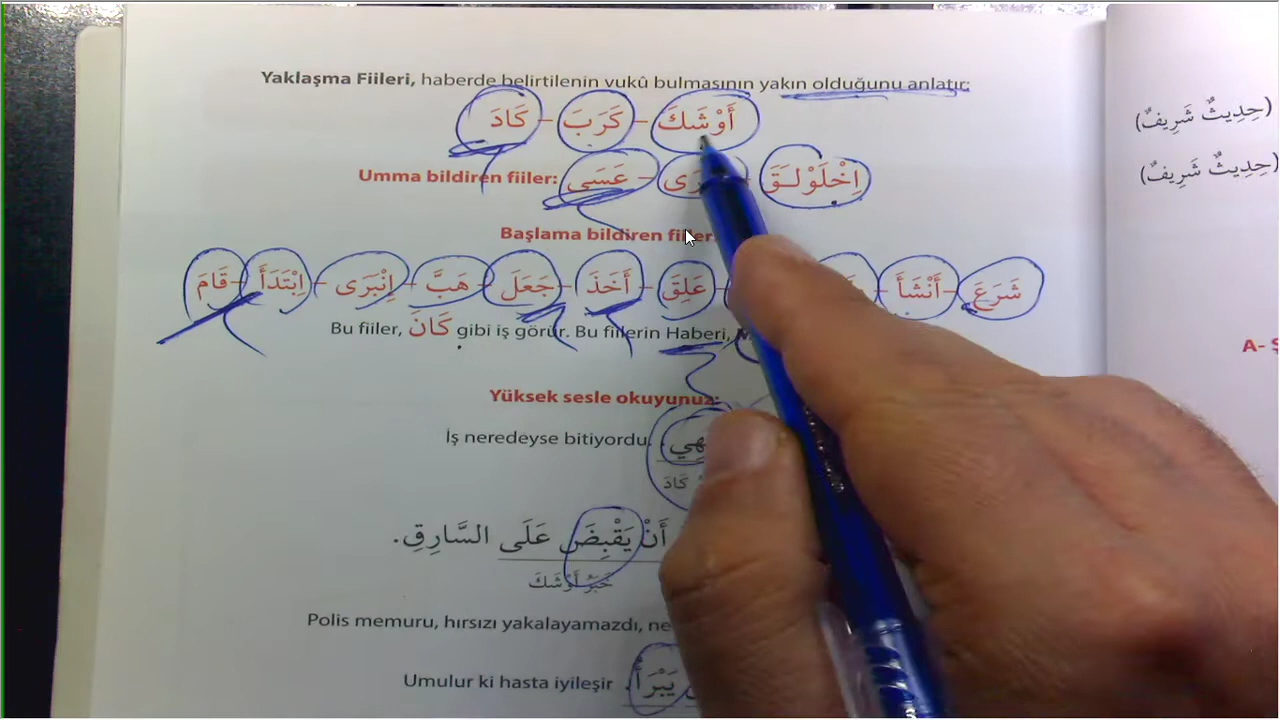 Yaklaşma Fiileri, haberde belirtilenin vukû bulmasının yakın olduğunu anlatır:
أَوْشَكَ - كَرَبَ - كَادَ
Umma bildiren fiiler: اِخْلَوْلَقَ - عَسَى
Başlama bildiren
شَرَعَ - أَنْشَأَ - عَلِقَ - أَخَذَ - جَعَلَ - هَبَّ - اِنْبَرَى - اِبْتَدَأَ - قَامَ
Bu fiiler, كَانَ gibi iş görür. Bu fiilerin Haberi,
Yüksek sesle okuyunuz:
İş neredeyse bitiyordu.
كَادَ
أَنْ يَقْبِضَ عَلَى السَّارِقِ.
خَبَرُ أَوْشَكَ
Polis memuru, hırsızı yakalayamazdı,
Umulur ki hasta iyileşir يَبْرَأَ.
(حَدِيثٌ شَرِيفٌ)
(حَدِيثٌ شَرِيفٌ)
A-